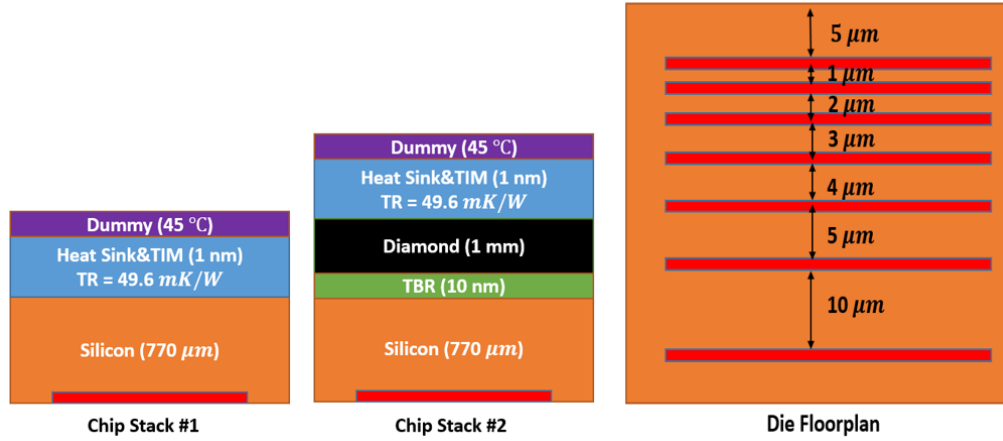 Dummy (45 ℃)
Heat Sink&TIM (1 nm)
TR = 49.6 mK/W
Silicon (770 μm)
Chip Stack #1
Dummy (45 ℃)
Heat Sink&TIM (1 nm)
TR = 49.6 mK/W
Diamond (1 mm)
TBR (10 nm)
Silicon (770 μm)
Chip Stack #2
5 μm
1 μm
2 μm
3 μm
4 μm
5 μm
10 μm
Die Floorplan